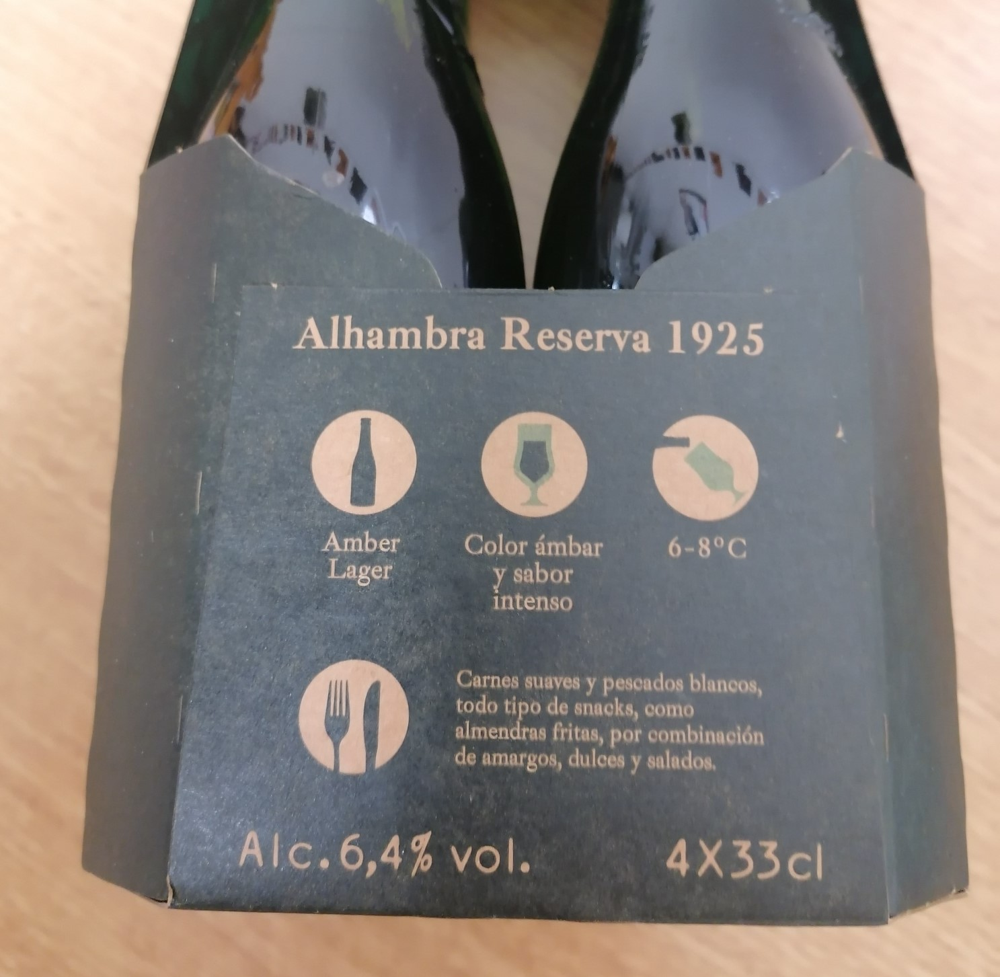 Alhambra Reserva 1925
Amber
Lager
Color ámbar
y sabor
intenso
6-8ºC
Carnes suaves y pescados blancos,
todo tipo de snacks, como
almendras fritas, por combinación
de amargos, dulces y salados.
Alc. 6,4% vol.
4X33cl